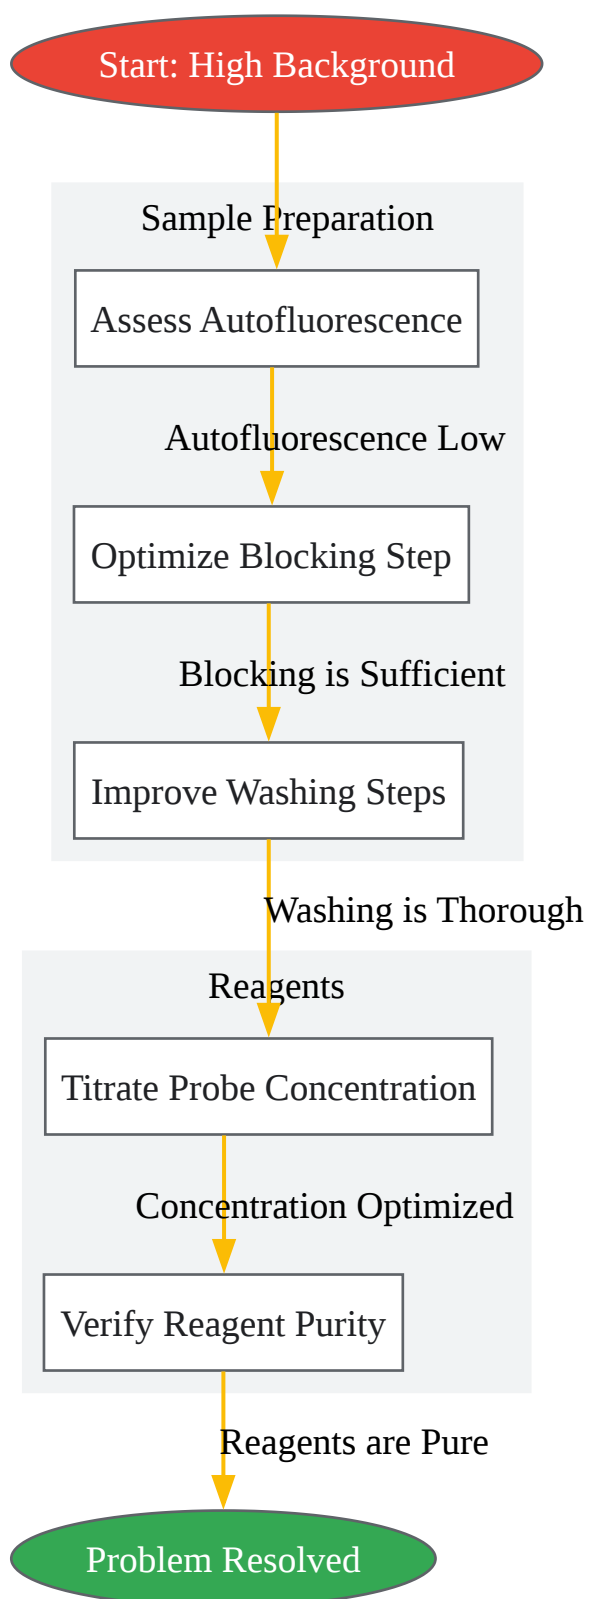 Start: High Background
Sample Preparation
Assess Autofluorescence
Autofluorescence Low
Optimize Blocking Step
Blocking is Sufficient
Improve Washing Steps
Washing is Thorough
Reagents
Titrate Probe Concentration
Concentration Optimized
Verify Reagent Purity
Reagents are Pure
Problem Resolved